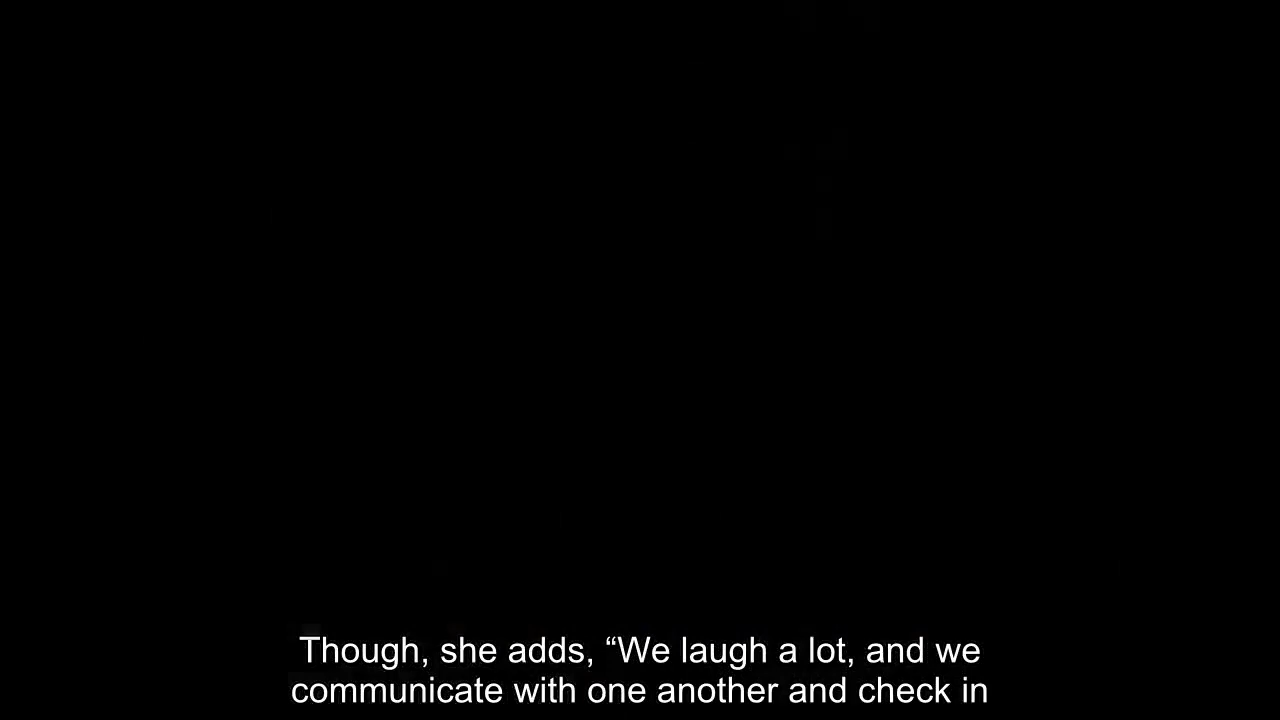 Though, she adds, “We laugh a lot, and we
communicate with one another and check in